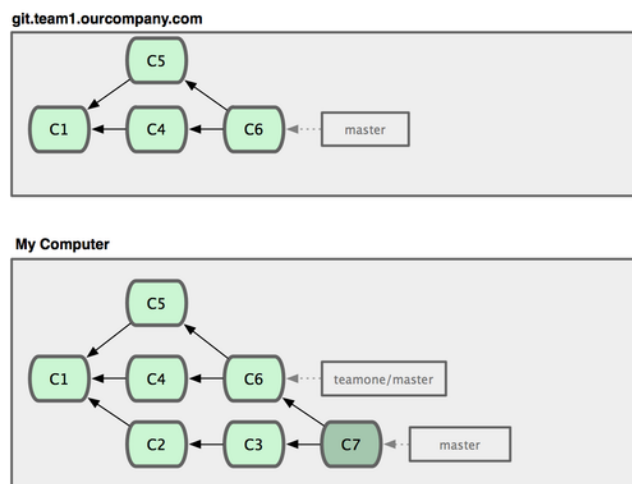 git.team1.ourcompany.com
C5
C1 C4 C6 master
My Computer
C5
C1 C4 C6 teamone/master
C2 C3 C7 master